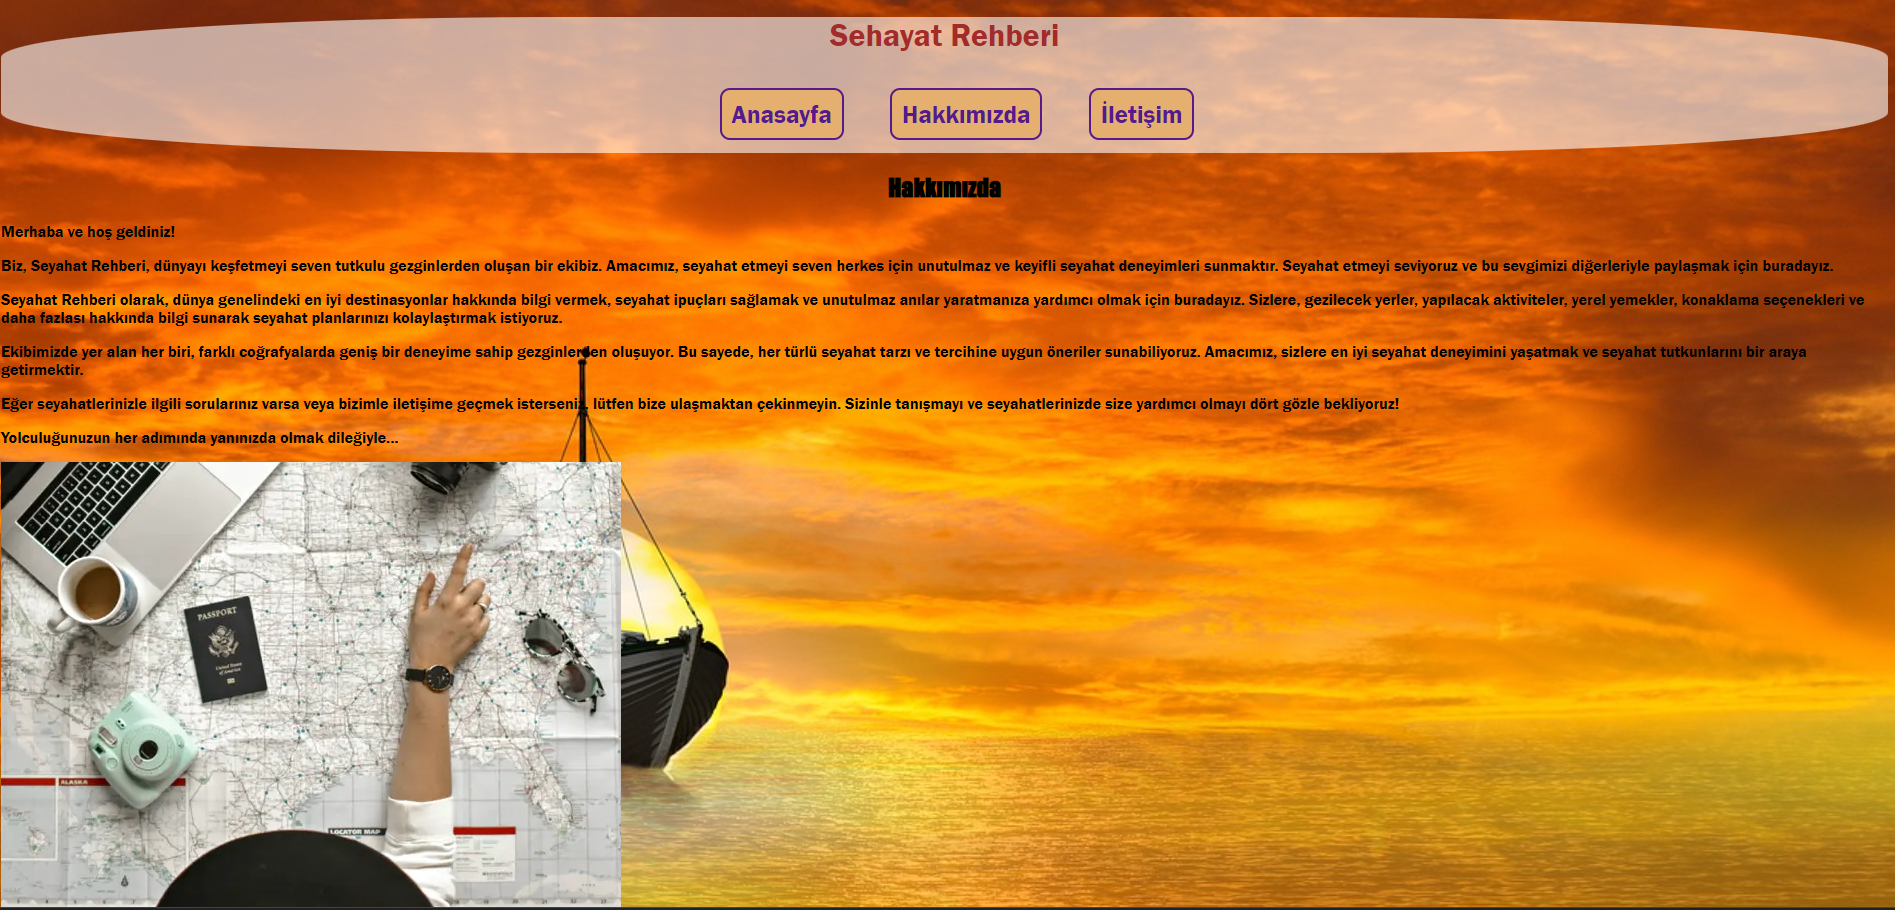 Sehayat Rehberi
Anasayfa
Hakkımızda
İletişim
Hakkımızda
Merhaba ve hoş geldiniz!
Biz, Seyahat Rehberi, dünyayı keşfetmeyi seven tutkulu gezginlerden oluşan bir ekibiz. Amacımız, seyahat etmeyi seven herkes için unutulmaz ve keyifli seyahat deneyimleri sunmaktır. Seyahat etmeyi seviyoruz ve bu sevgimizi diğerleriyle paylaşmak için buradayız.
Seyahat Rehberi olarak, dünya genelindeki en iyi destinasyonlar hakkında bilgi vermek, seyahat ipuçları sağlamak ve unutulmaz anılar yaratmanıza yardımcı olmak için buradayız. Sizlere, gezilecek yerler, yapılacak aktiviteler, yerel yemekler, konaklama seçenekleri ve
daha fazlası hakkında bilgi sunarak seyahat planlarınızı kolaylaştırmak istiyoruz.
Ekibimizde yer alan her biri, farklı coğrafyalarda geniş bir deneyime sahip gezginlerden oluşuyor. Bu sayede, her türlü seyahat tarzı ve tercihine uygun öneriler sunabiliyoruz. Amacımız, sizlere en iyi seyahat deneyimini yaşatmak ve seyahat tutkunlarını bir araya
getirmektir.
Eğer seyahatlerinizle ilgili sorularınız varsa veya bizimle iletişime geçmek isterseniz, lütfen bize ulaşmaktan çekinmeyin. Sizinle tanışmayı ve seyahatlerinizde size yardımcı olmayı dört gözle bekliyoruz!
Yolculuğunuzun her adımında yanınızda olmak dileğiyle...
PASSPORT
United States
of America
ALASKA
LOCATOR MAP